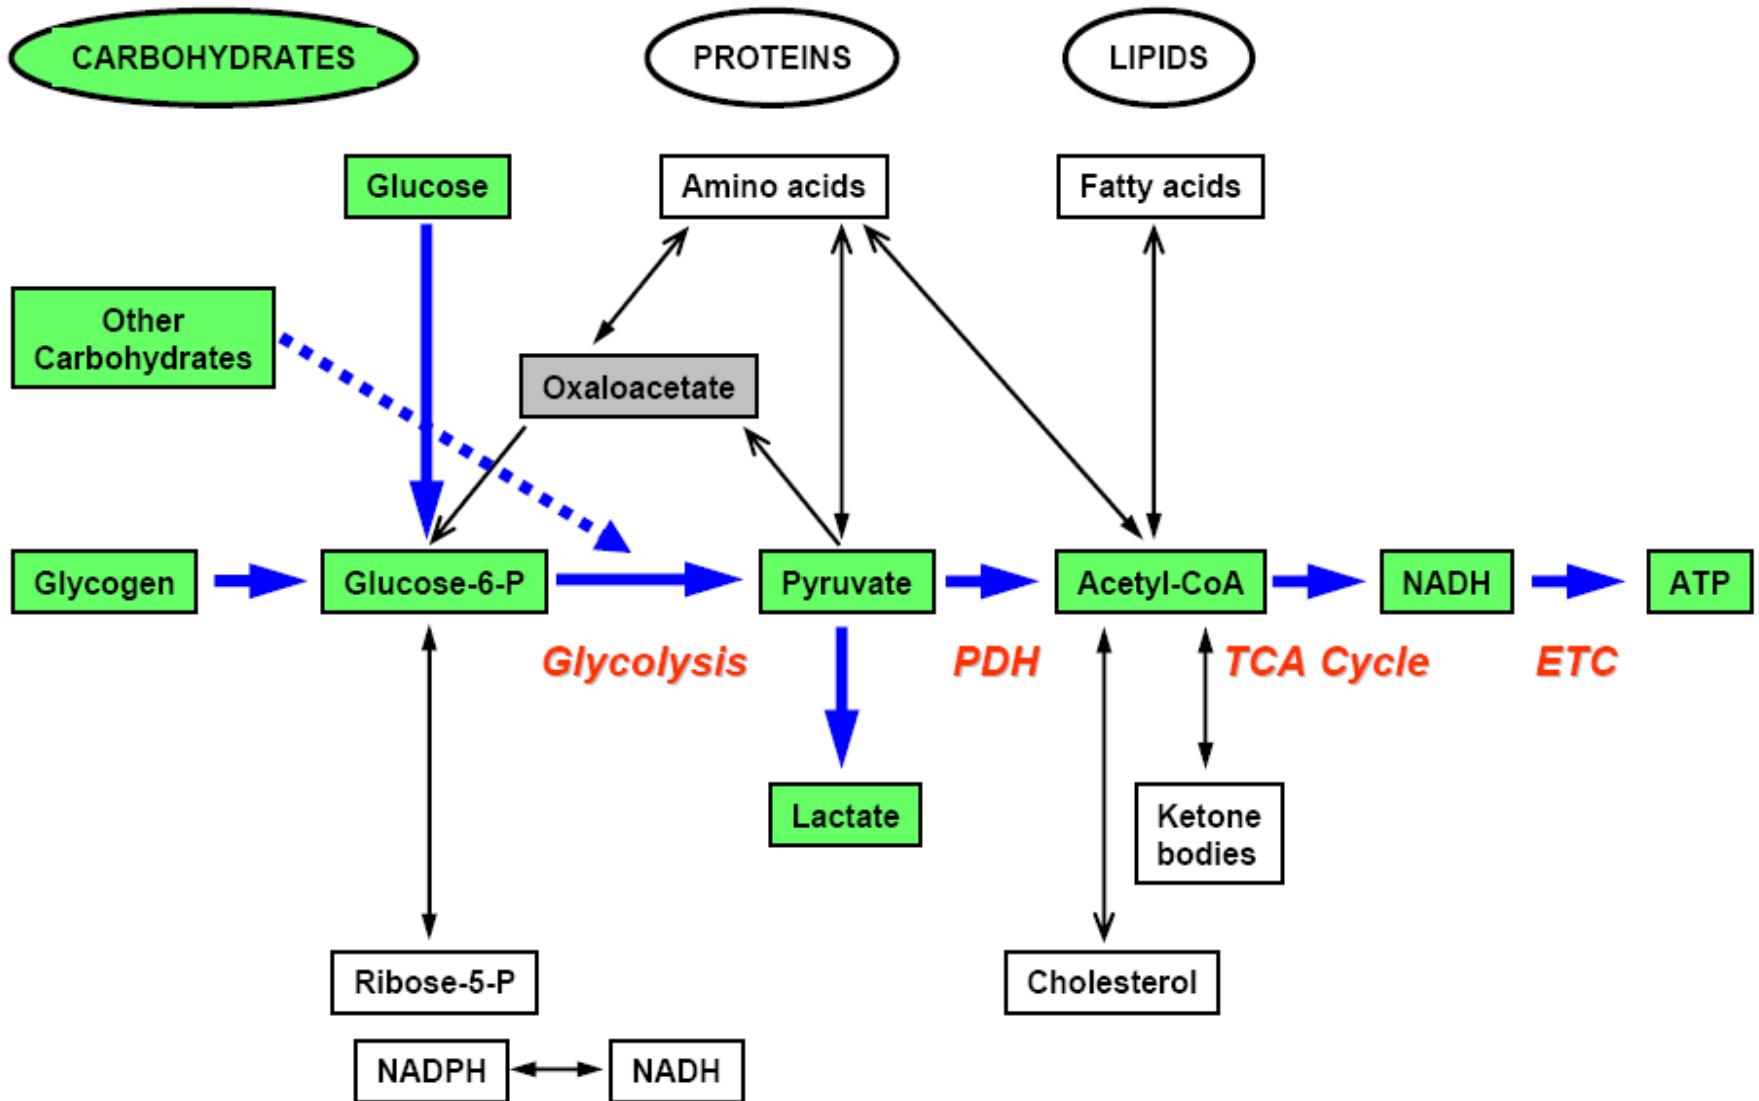 CARBOHYDRATES
PROTEINS
LIPIDS
Glucose
Amino acids
Fatty acids
Other
Carbohydrates
Oxaloacetate
Glycogen
Glucose-6-P
Pyruvate
Acetyl-CoA
NADH
ATP
Glycolysis
PDH
TCA Cycle
ETC
Lactate
Ketone
bodies
Ribose-5-P
Cholesterol
NADPH
NADH